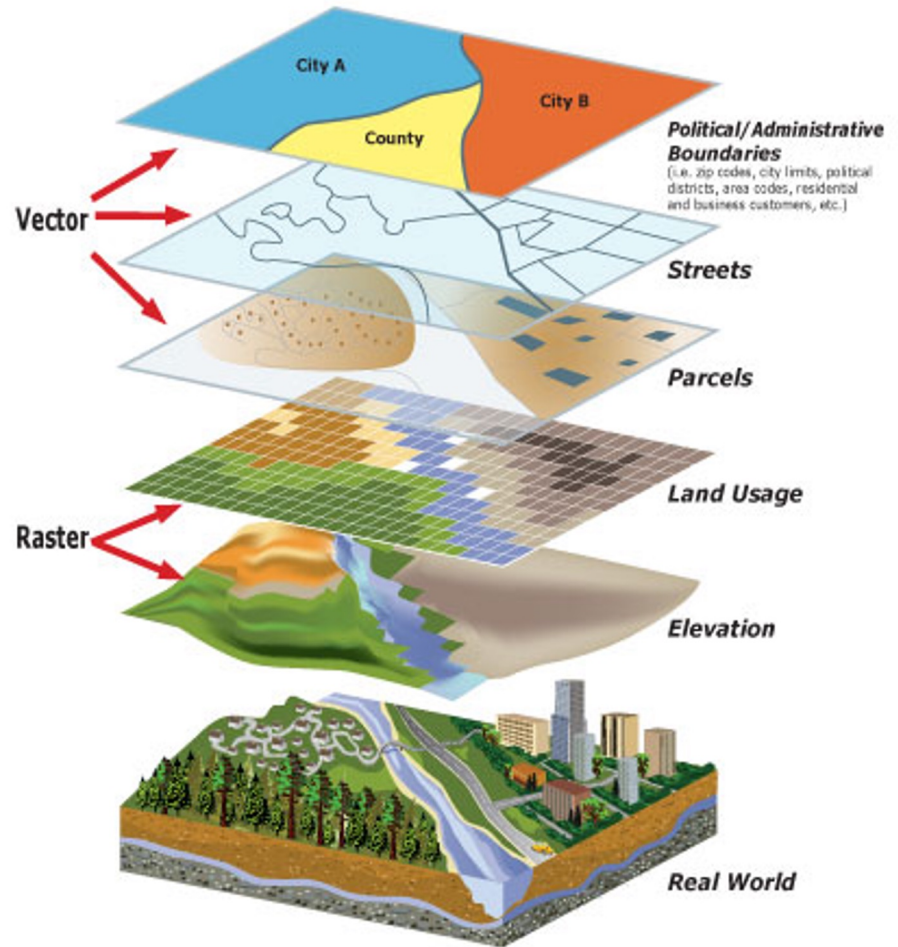 City A
City B
County
Political/Administrative
Boundaries
(i.e. zip codes, city limits, political
districts, area codes, residential
and business customers, etc.)
Vector
Streets
Parcels
Land Usage
Raster
Elevation
Real World